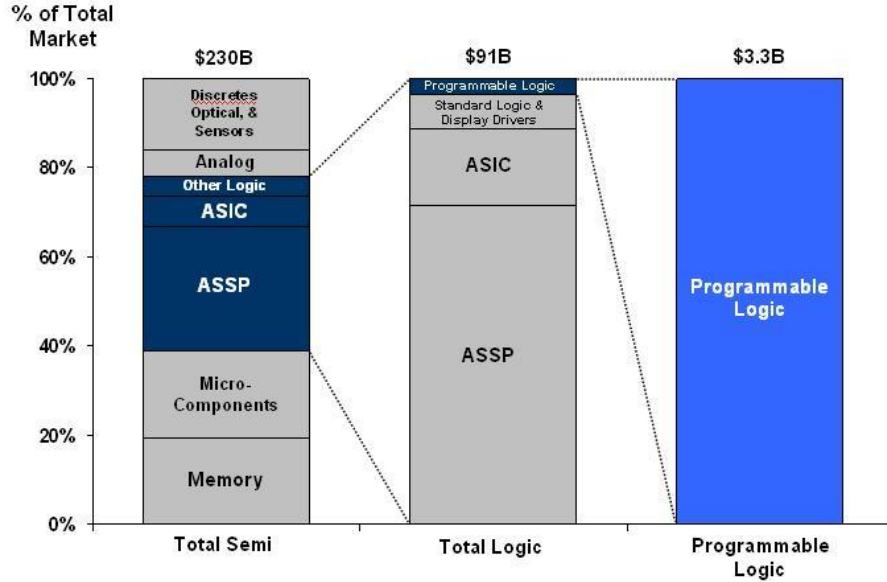 % of Total
Market
$230B
$91B
$3.3B
100%
80%
60%
40%
20%
0%
Discretes
Optical, &
Sensors
Analog
Other Logic
ASIC
ASSP
Micro-
Components
Memory
Programmable Logic
Standard Logic &
Display Drivers
ASIC
ASSP
Programmable
Logic
Total Semi
Total Logic
Programmable
Logic